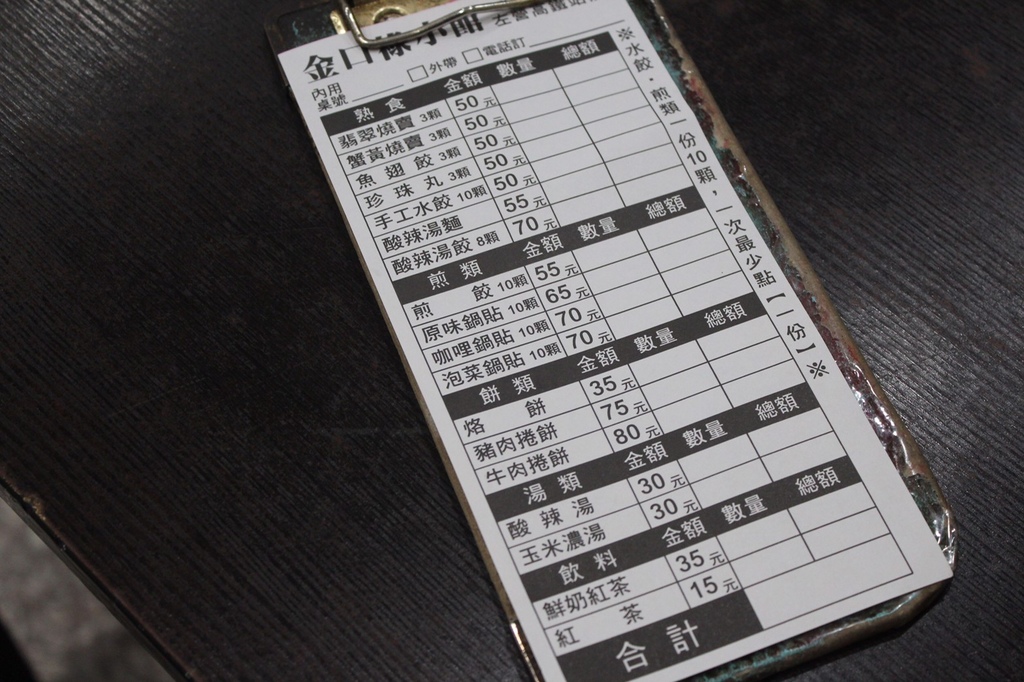 金口祿小館 左營高鐵站
內用
桌號 □外帶 □電話訂
熟食 金額 數量 總額
翡翠燒賣 3顆 50元
蟹黃燒賣 3顆 50元
魚翅餃 3顆 50元
珍珠丸 3顆 50元
手工水餃 10顆 50元
酸辣湯麵 55元
酸辣湯餃 8顆 70元
煎類 金額 數量 總額
煎餃 10顆 55元
原味鍋貼 10顆 65元
咖哩鍋貼 10顆 70元
泡菜鍋貼 10顆 70元
餅類 金額 數量 總額
烙餅 35元
豬肉捲餅 75元
牛肉捲餅 80元
湯類 金額 數量 總額
酸辣湯 30元
玉米濃湯 30元
飲料 金額 數量 總額
鮮奶紅茶 35元
紅茶 15元
合計
※水餃．煎類一份10顆，一次最少點【一份】※